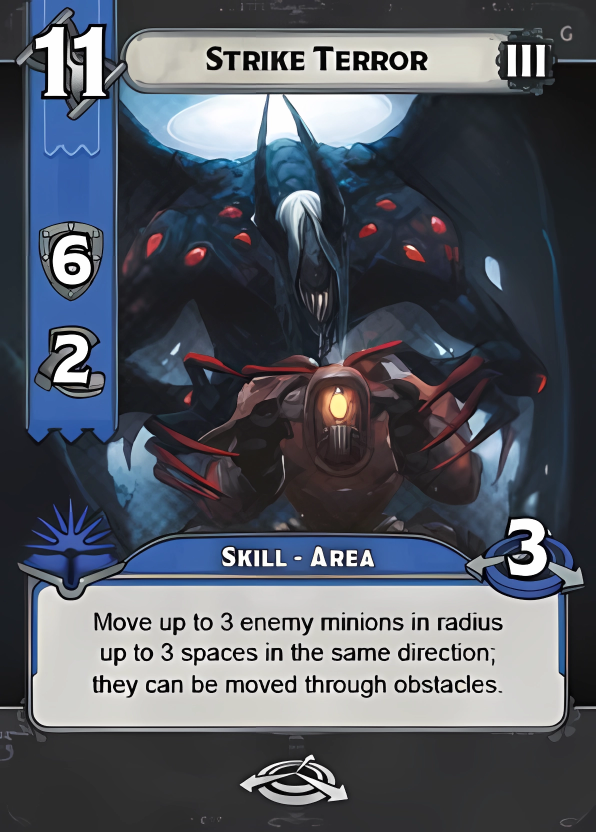 11
STRIKE TERROR
III
G
6
2
SKILL - AREA
3
Move up to 3 enemy minions in radius
up to 3 spaces in the same direction;
they can be moved through obstacles.